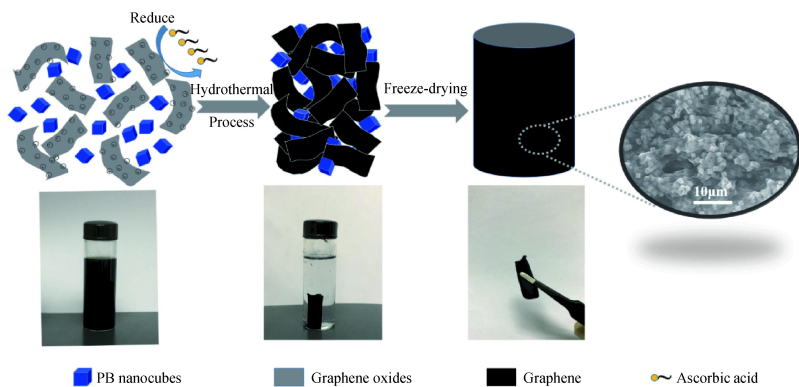 Reduce
Hydrothermal
Process
Freeze-drying
10μm
PB nanocubes
Graphene oxides
Graphene
Ascorbic acid